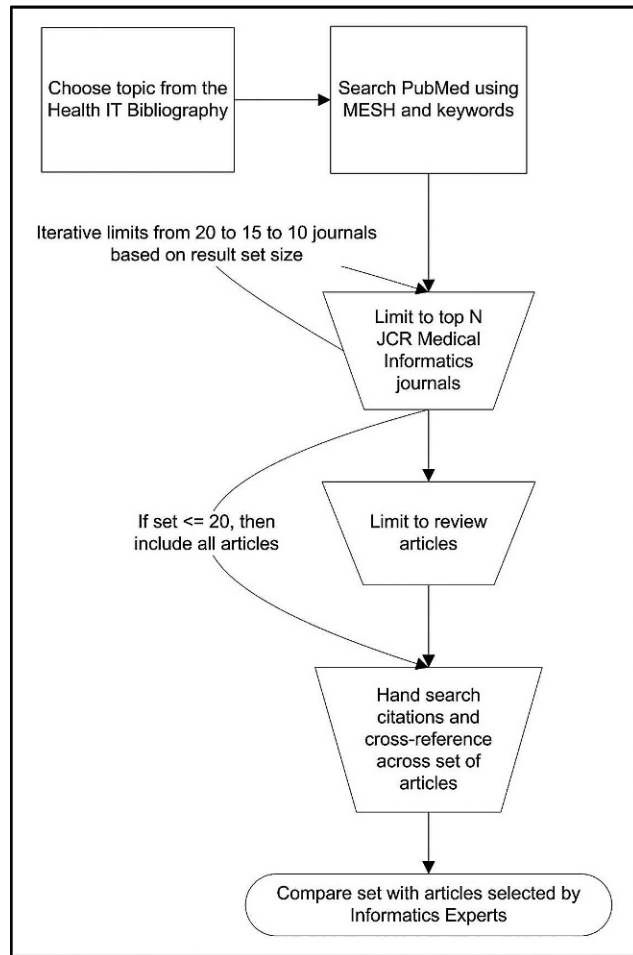 Choose topic from the
Health IT Bibliography
Search PubMed using
MESH and keywords
Iterative limits from 20 to 15 to 10 journals
based on result set size
Limit to top N
JCR Medical
Informatics
journals
If set <= 20, then
include all articles
Limit to review
articles
Hand search
citations and
cross-reference
across set of
articles
Compare set with articles selected by
Informatics Experts